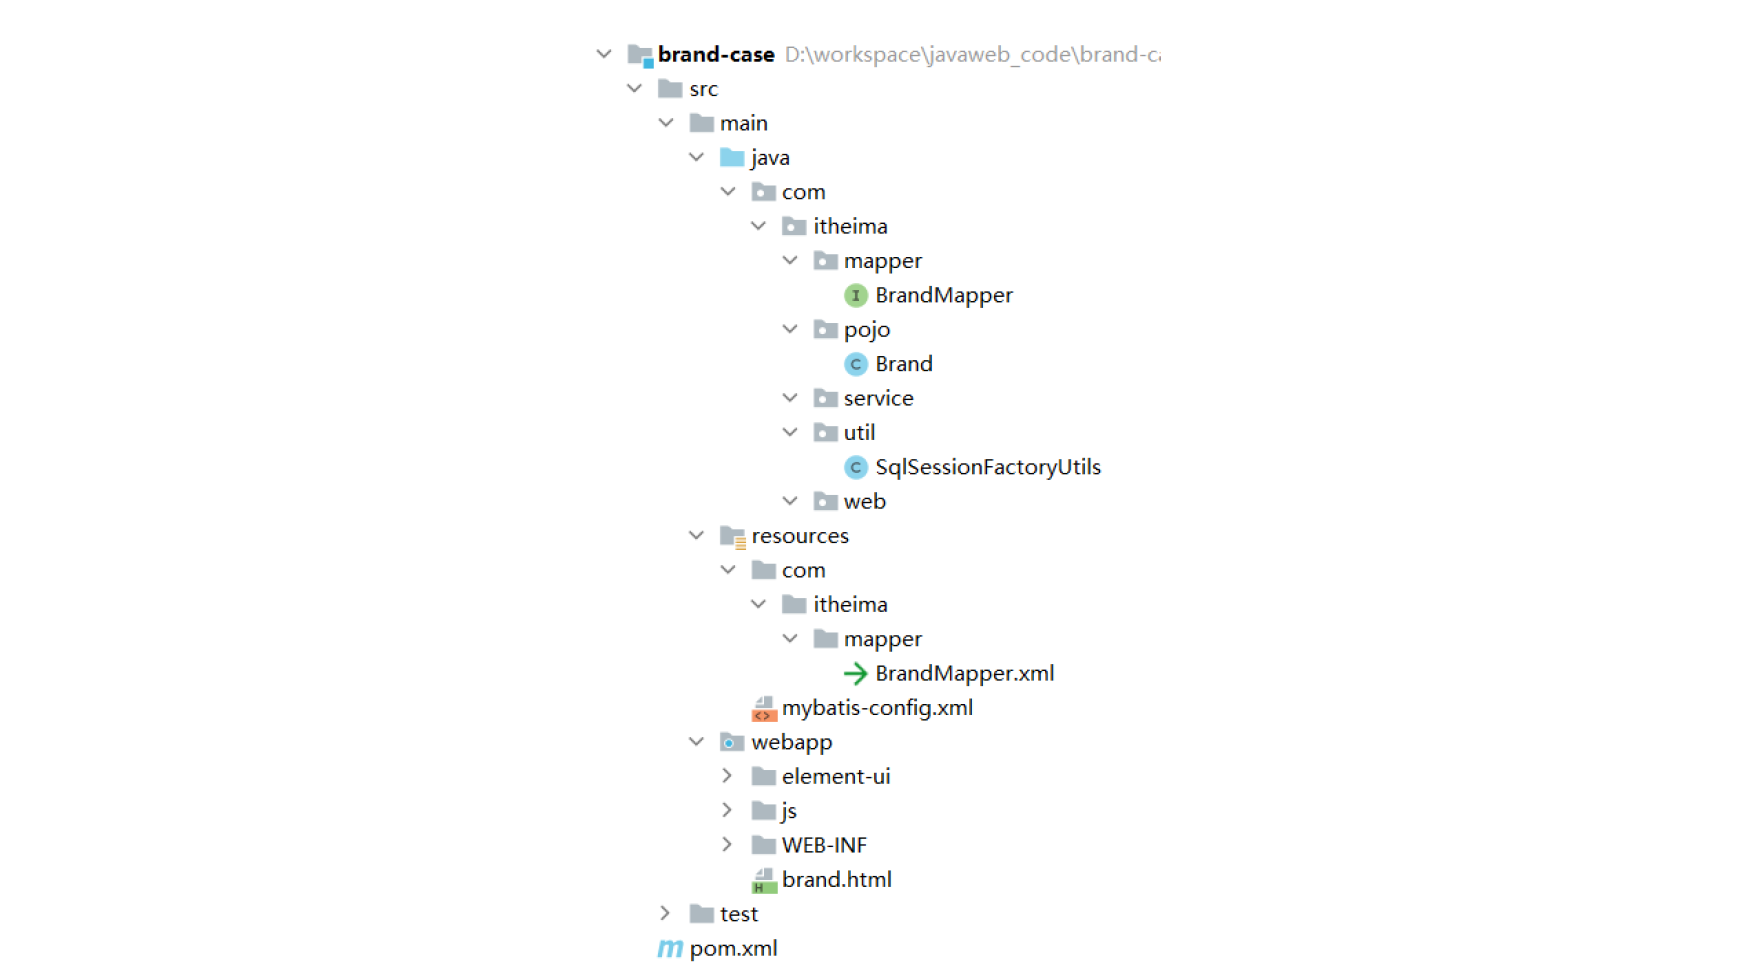 brand-case D:\workspace\javaweb_code\brand-ca
src
main
java
com
itheima
mapper
I BrandMapper
pojo
C Brand
service
util
C SqlSessionFactoryUtils
web
resources
com
itheima
mapper
BrandMapper.xml
<> mybatis-config.xml
webapp
element-ui
js
WEB-INF
H brand.html
test
m pom.xml